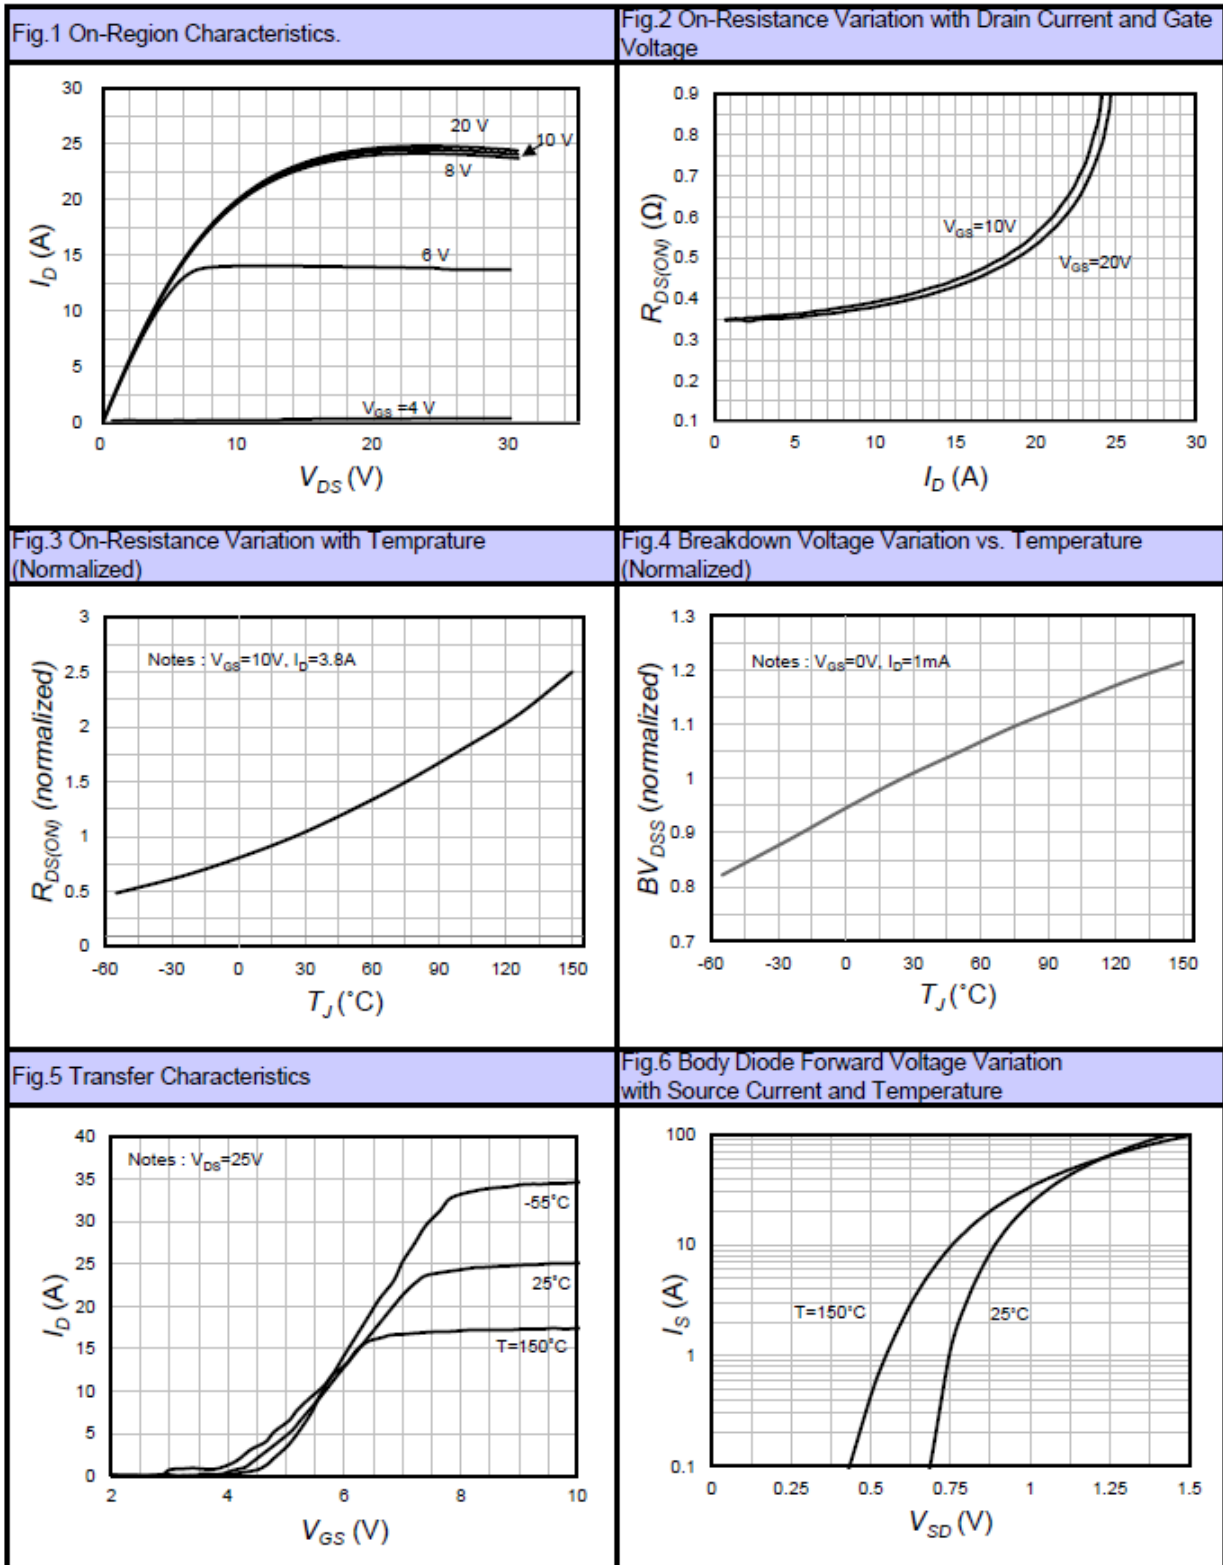 Fig.1 On-Region Characteristics.
Fig.2 On-Resistance Variation with Drain Current and Gate
Voltage
30
25
20
15
10
5
0
0 10 20 30
I_D (A)
V_DS (V)
20 V
10 V
8 V
6 V
V_GS =4 V
0.9
0.8
0.7
0.6
0.5
0.4
0.3
0.2
0.1
0 5 10 15 20 25 30
R_DS(ON) (Ω)
I_D (A)
V_GS=10V
V_GS=20V
Fig.3 On-Resistance Variation with Temprature
(Normalized)
Fig.4 Breakdown Voltage Variation vs. Temperature
(Normalized)
3
2.5
2
1.5
1
0.5
0
-60 -30 0 30 60 90 120 150
R_DS(ON) (normalized)
T_J (˚C)
Notes : V_GS=10V, I_D=3.8A
1.3
1.2
1.1
1
0.9
0.8
0.7
-60 -30 0 30 60 90 120 150
BV_DSS (normalized)
T_J (˚C)
Notes : V_GS=0V, I_D=1mA
Fig.5 Transfer Characteristics
Fig.6 Body Diode Forward Voltage Variation
with Source Current and Temperature
40
35
30
25
20
15
10
5
0
2 4 6 8 10
I_D (A)
V_GS (V)
Notes : V_DS=25V
-55˚C
25˚C
T=150˚C
100
10
1
0.1
0 0.25 0.5 0.75 1 1.25 1.5
I_S (A)
V_SD (V)
T=150˚C
25˚C